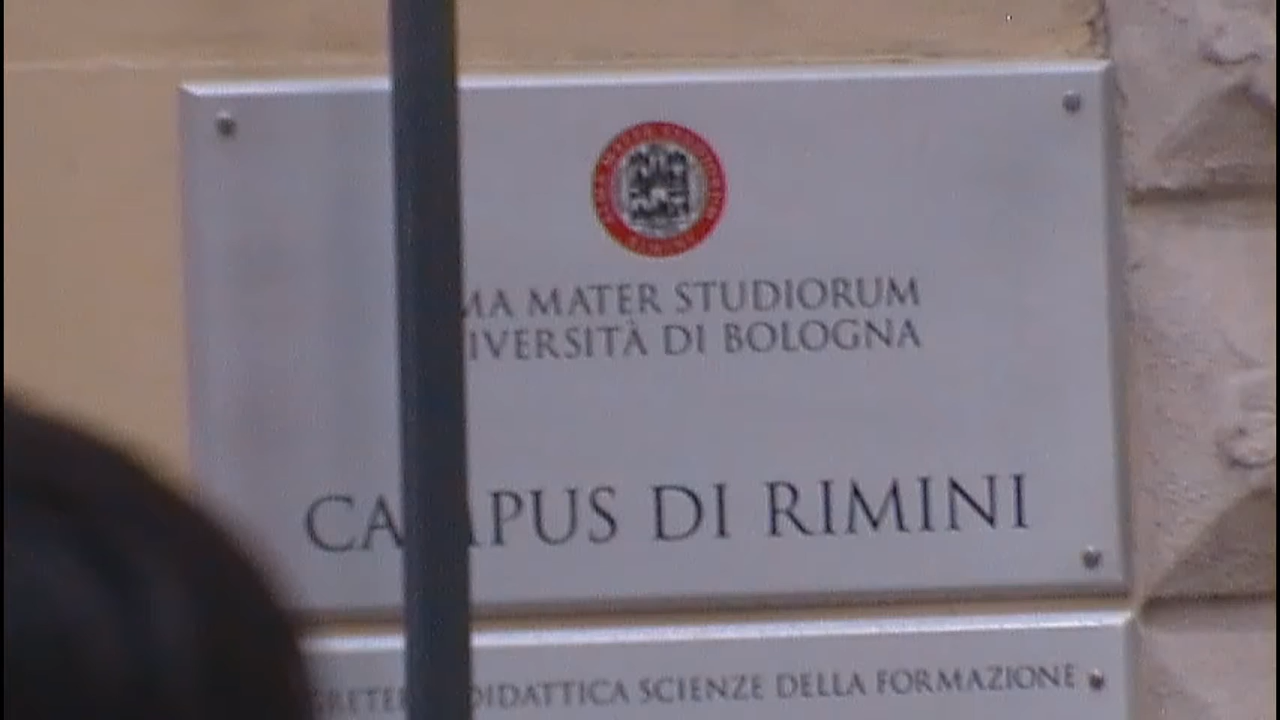 MA MATER STUDIORUM
IVERSITÀ DI BOLOGNA
CA PUS DI RIMINI
DIDATTICA SCIENZE DELLA FORMAZIONE